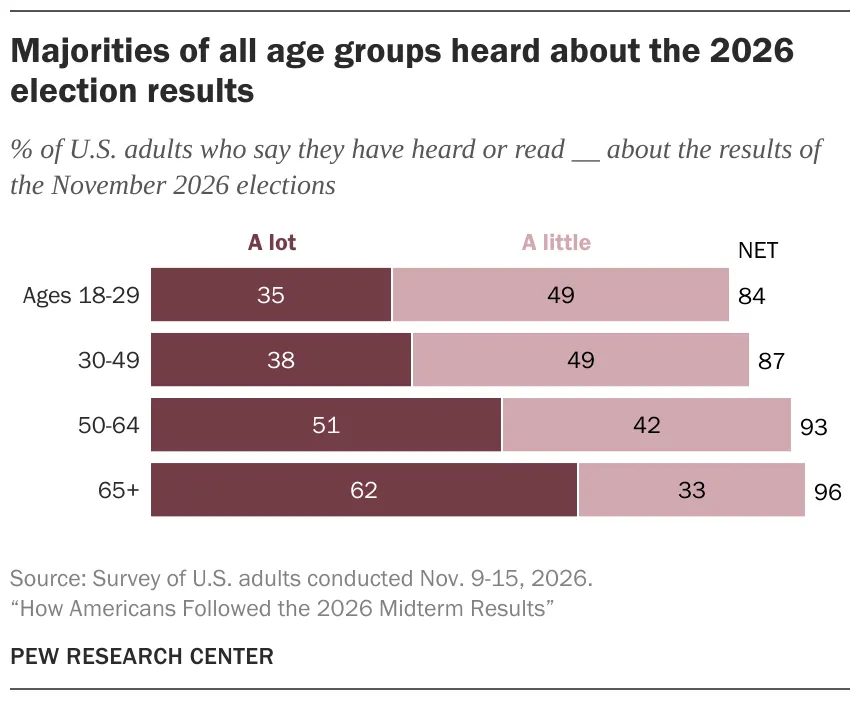 Majorities of all age groups heard about the 2026
election results
% of U.S. adults who say they have heard or read __ about the results of
the November 2026 elections
A lot A little NET
Ages 18-29 35 49 84
30-49 38 49 87
50-64 51 42 93
65+ 62 33 96
Source: Survey of U.S. adults conducted Nov. 9-15, 2026.
“How Americans Followed the 2026 Midterm Results”
PEW RESEARCH CENTER